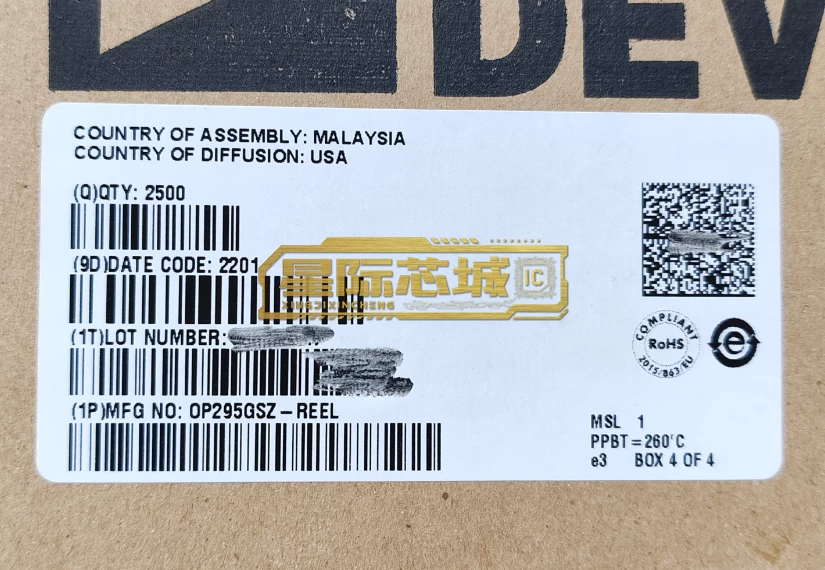 DEV
COUNTRY OF ASSEMBLY: MALAYSIA
COUNTRY OF DIFFUSION: USA
(Q)QTY: 2500
(9D)DATE CODE: 2201
星际芯城 IC
XINGJIXINCHENG
(1T)LOT NUMBER:
(1P)MFG NO: OP295GSZ-REEL
COMPLIANT
RoHS
2015/863/EU
e
MSL 1
PPBT=260°C
e3 BOX 4 OF 4